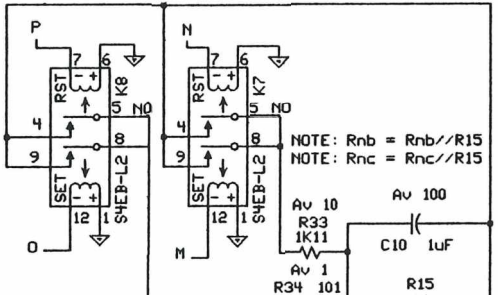 P
N
7 6
7 6
RST
- +
K8
RST
- +
K7
5 NO
5 NO
4
4
8
8
NOTE: Rnb = Rnb//R15
9
9
NOTE: Rnc = Rnc//R15
SET
- +
S4EB-L2
SET
- +
S4EB-L2
12 1
12 1
Av 10
Av 100
R33
1K11
O
M
C10 1uF
Av 1
R34 101
R15